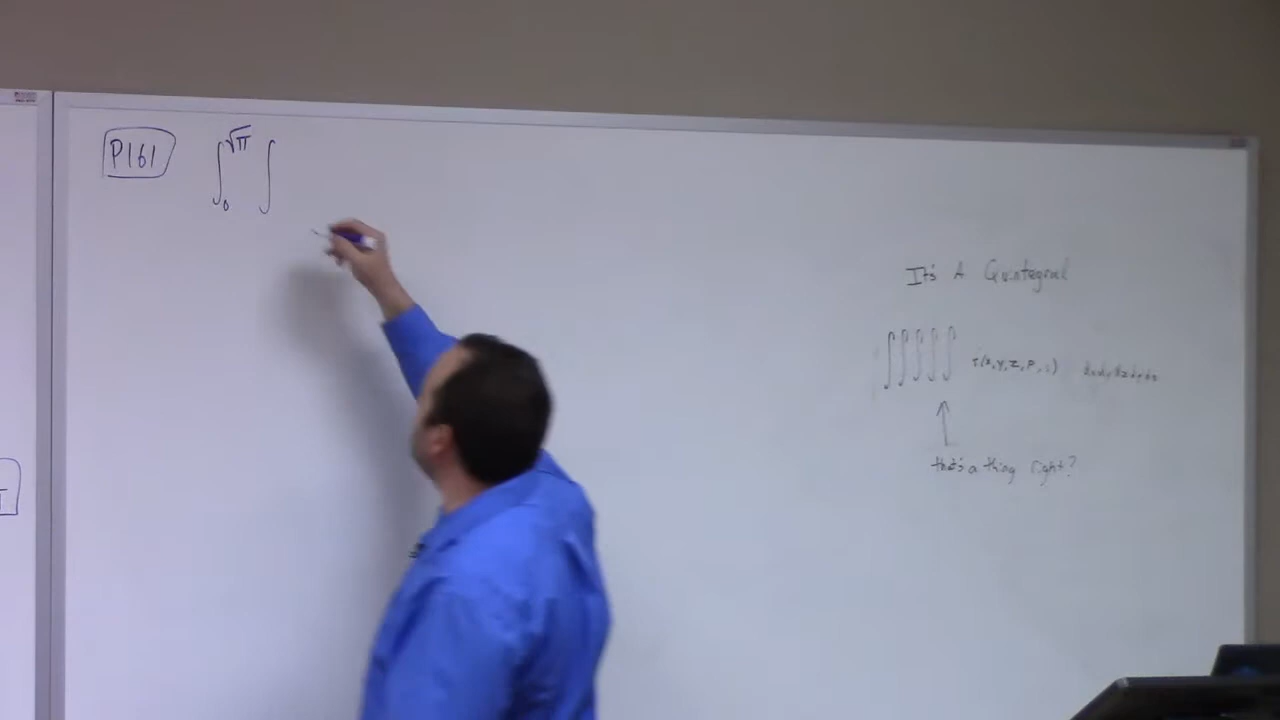 P161 ∫₀^√π ∫
It's A Quintegral
∫∫∫∫∫
that's a thing right?